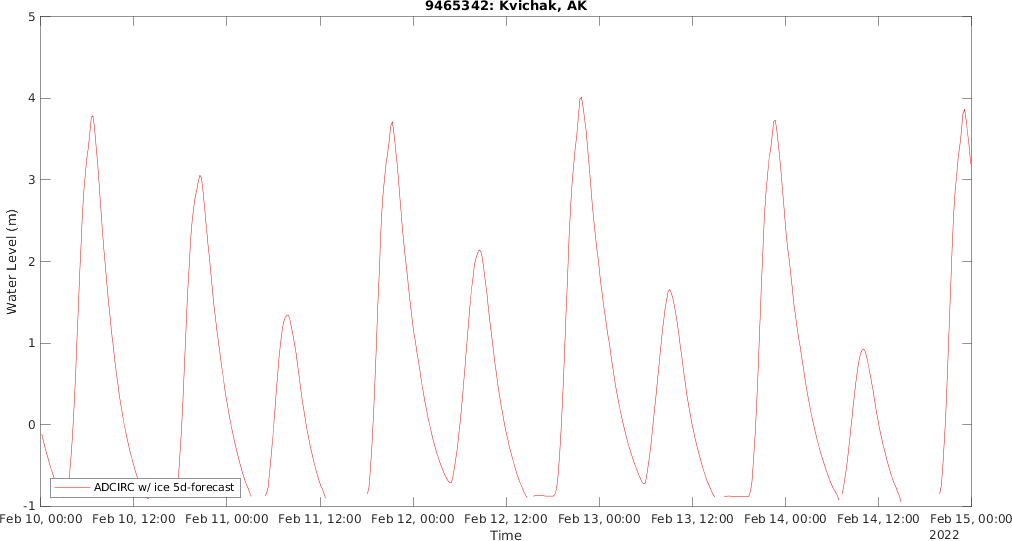 9465342: Kvichak, AK
5
4
3
2
1
0
-1
Water Level (m)
ADCIRC w/ ice 5d-forecast
Feb 10, 00:00 Feb 10, 12:00 Feb 11, 00:00 Feb 11, 12:00 Feb 12, 00:00 Feb 12, 12:00 Feb 13, 00:00 Feb 13, 12:00 Feb 14, 00:00 Feb 14, 12:00 Feb 15, 00:00
Time
2022